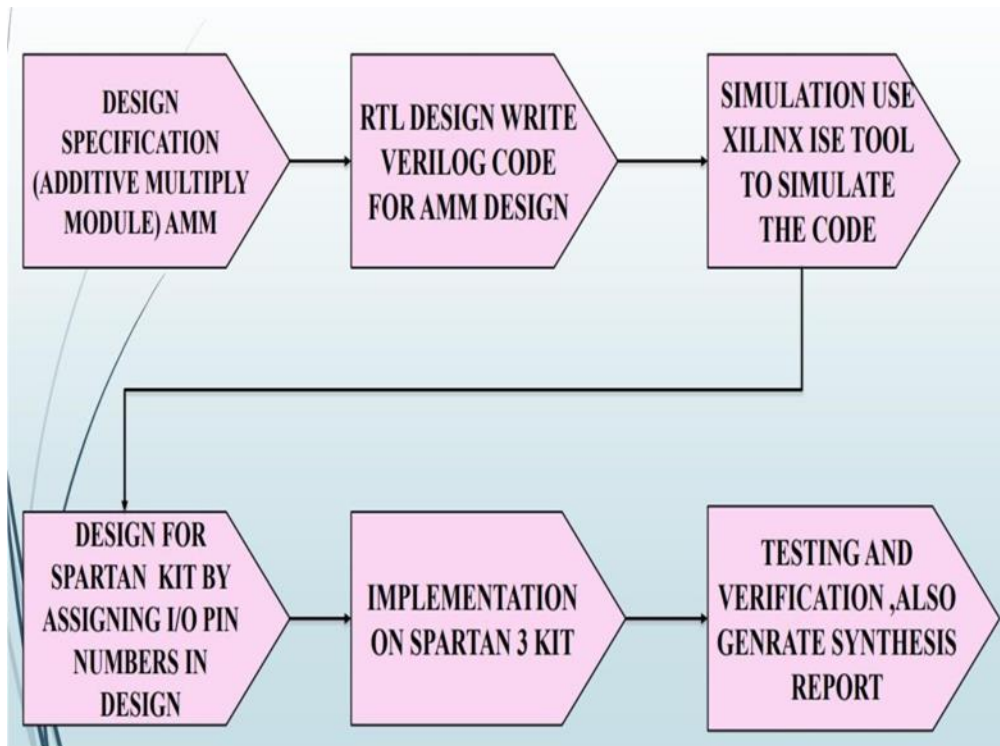 DESIGN
SPECIFICATION
(ADDITIVE MULTIPLY
MODULE) AMM
RTL DESIGN WRITE
VERILOG CODE
FOR AMM DESIGN
SIMULATION USE
XILINX ISE TOOL
TO SIMULATE
THE CODE
DESIGN FOR
SPARTAN KIT BY
ASSIGNING I/O PIN
NUMBERS IN
DESIGN
IMPLEMENTATION
ON SPARTAN 3 KIT
TESTING AND
VERIFICATION ,ALSO
GENRATE SYNTHESIS
REPORT